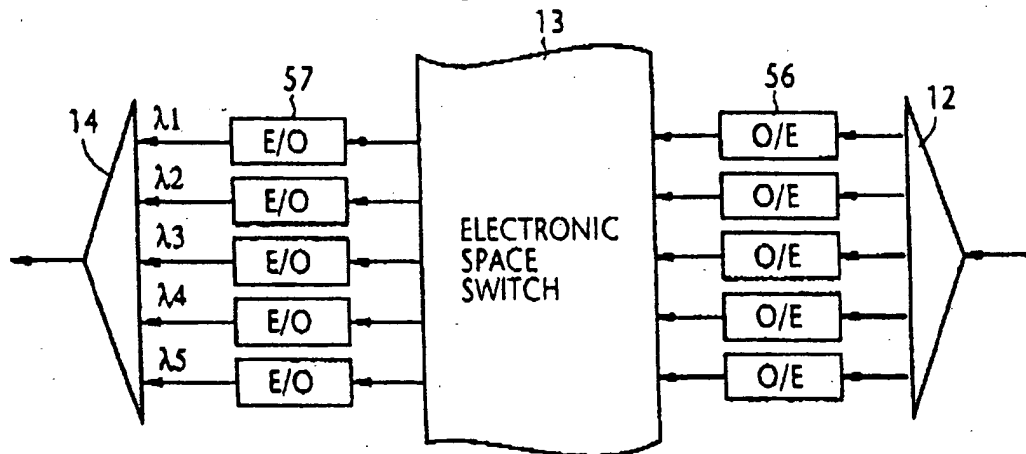 13
57
56
14
12
λ1
E/O
O/E
λ2
E/O
O/E
λ3
E/O
ELECTRONIC
SPACE
SWITCH
O/E
λ4
E/O
O/E
λ5
E/O
O/E